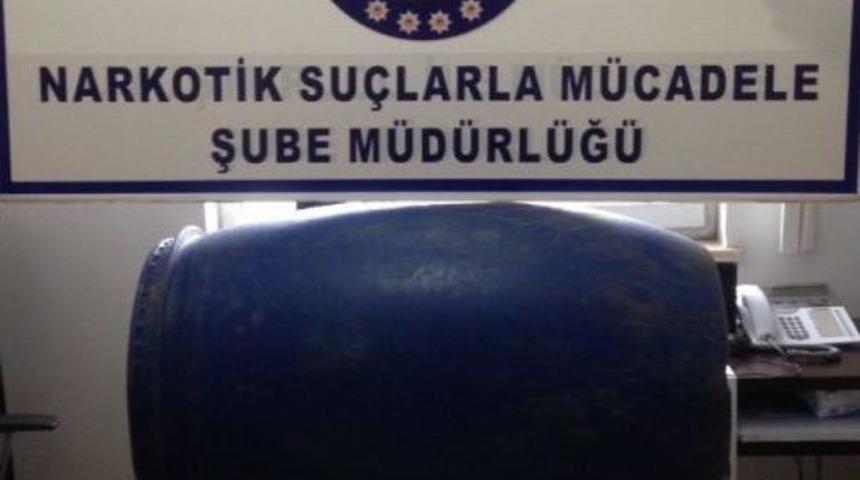 NARKOTİK SUÇLARLA MÜCADELE
ŞUBE MÜDÜRLÜĞÜ